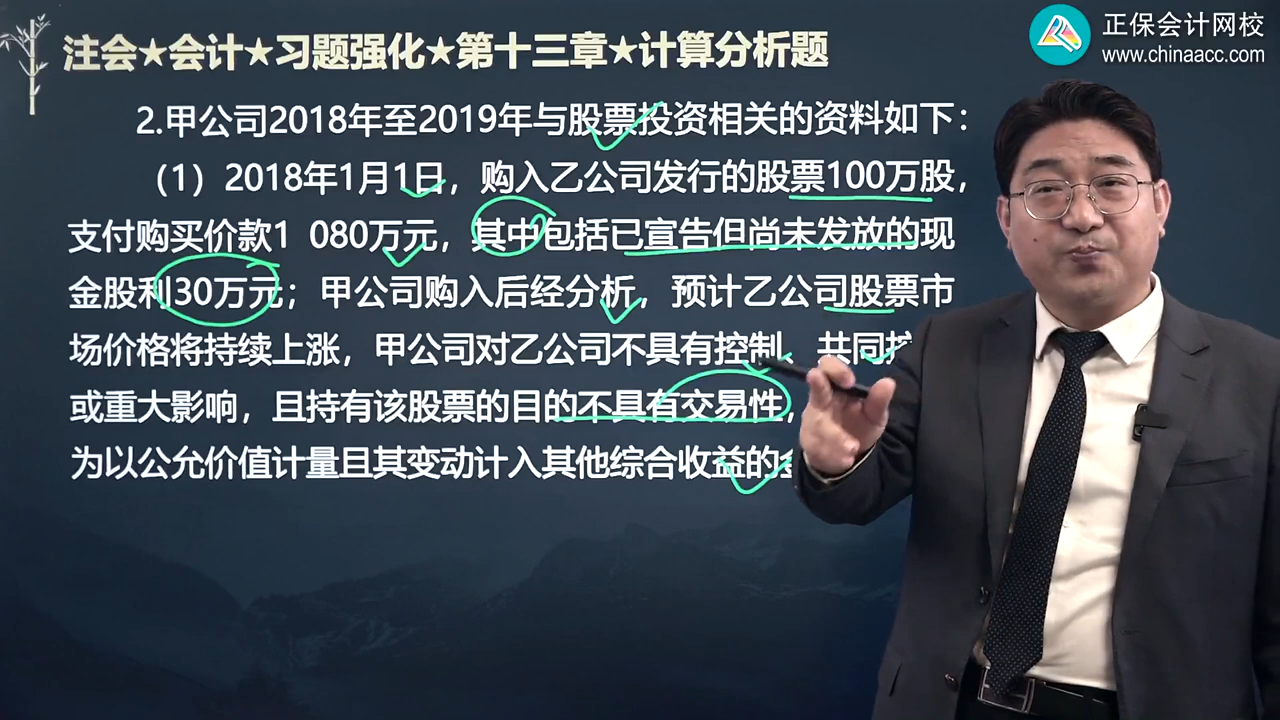 正保会计网校
www.chinaacc.com
注会★会计★习题强化★第十三章★计算分析题
2.甲公司2018年至2019年与股票投资相关的资料如下：
（1）2018年1月1日，购入乙公司发行的股票100万股，
支付购买价款1 080万元，其中包括已宣告但尚未发放的现
金股利30万元；甲公司购入后经分析，预计乙公司股票市
场价格将持续上涨，甲公司对乙公司不具有控制、共同控
或重大影响，且持有该股票的目的不具有交易性，
为以公允价值计量且其变动计入其他综合收益的金